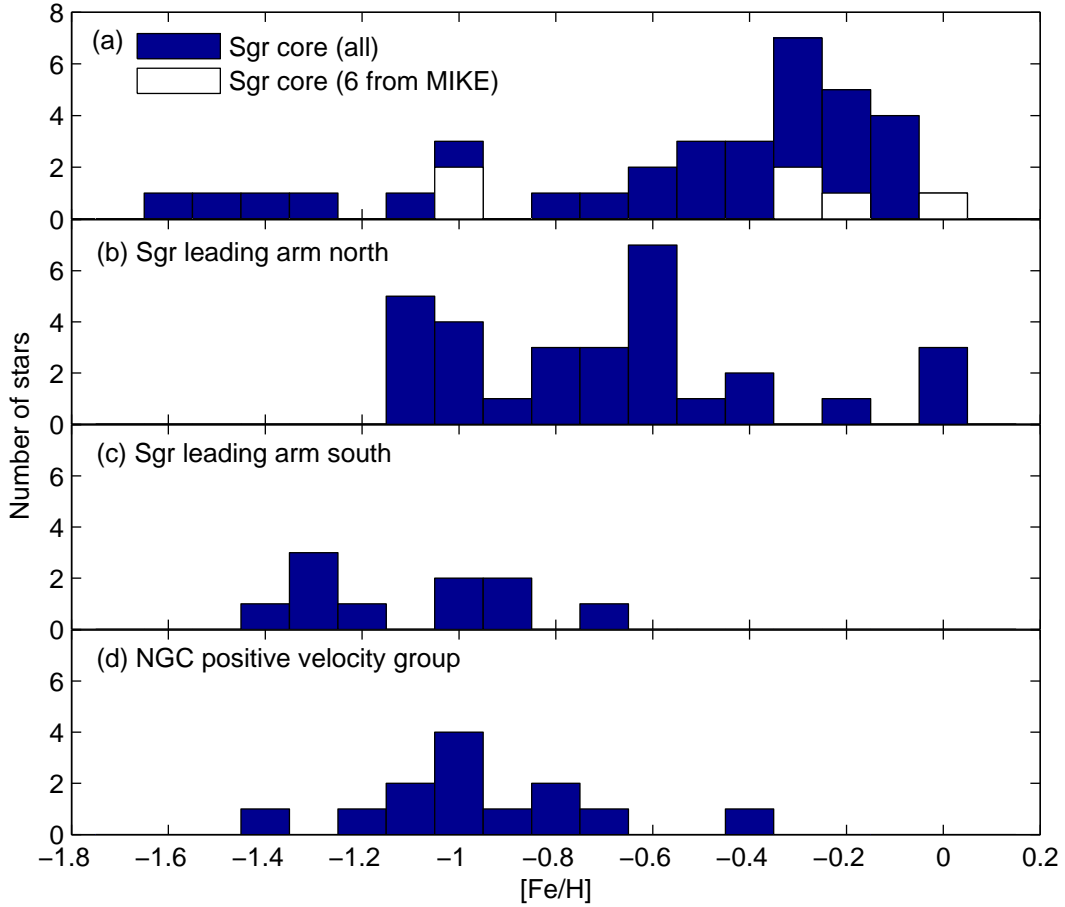 8
6
4
2
0
(a)
Sgr core (all)
Sgr core (6 from MIKE)
6
4
2
0
(b) Sgr leading arm north
6
4
2
0
(c) Sgr leading arm south
6
4
2
0
(d) NGC positive velocity group
Number of stars
−1.8 −1.6 −1.4 −1.2 −1 −0.8 −0.6 −0.4 −0.2 0 0.2
[Fe/H]